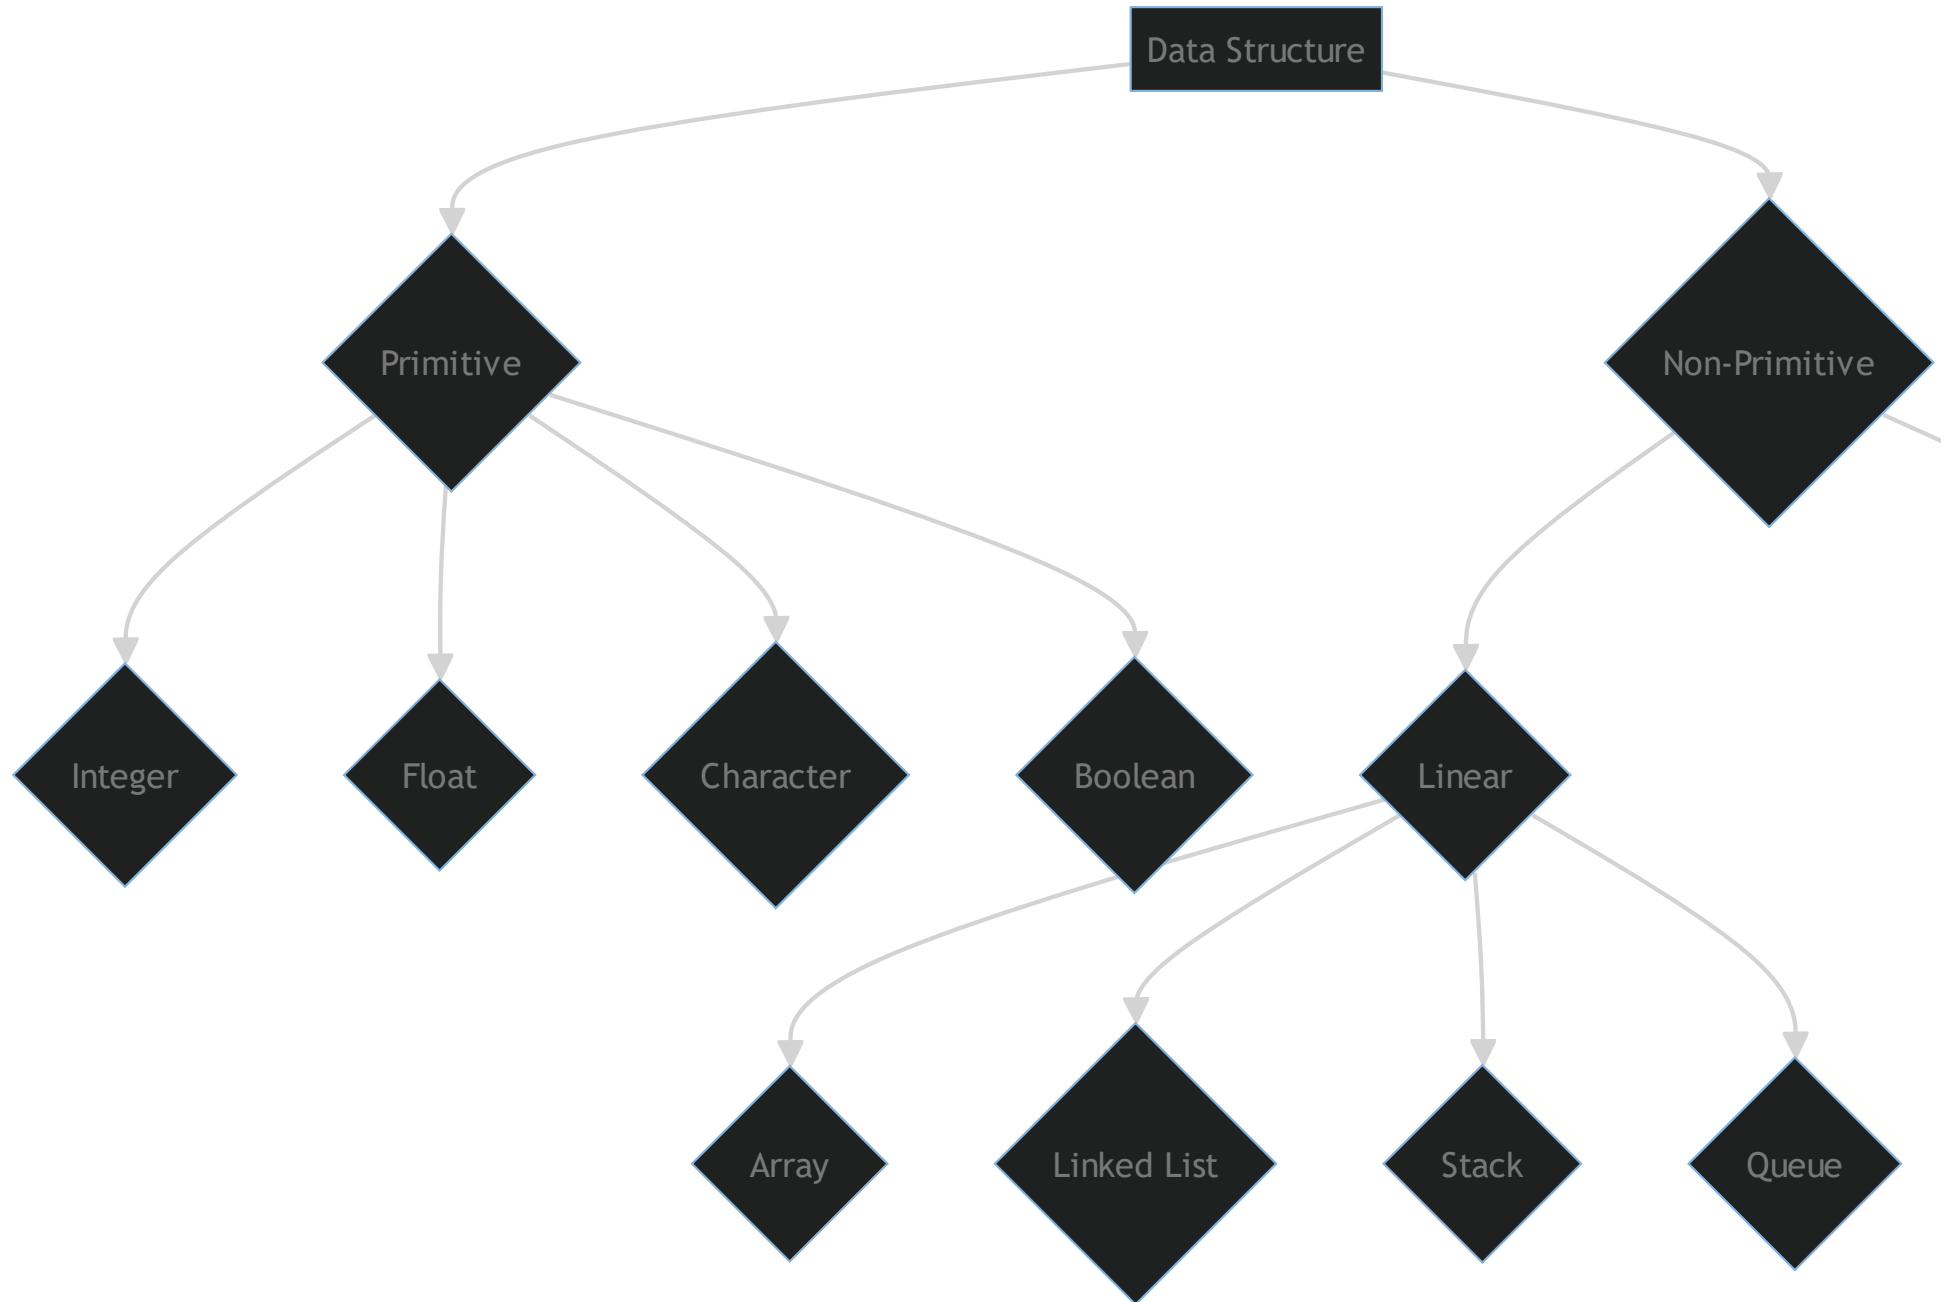 Data Structure
Primitive
Non-Primitive
Integer
Float
Character
Boolean
Linear
Array
Linked List
Stack
Queue